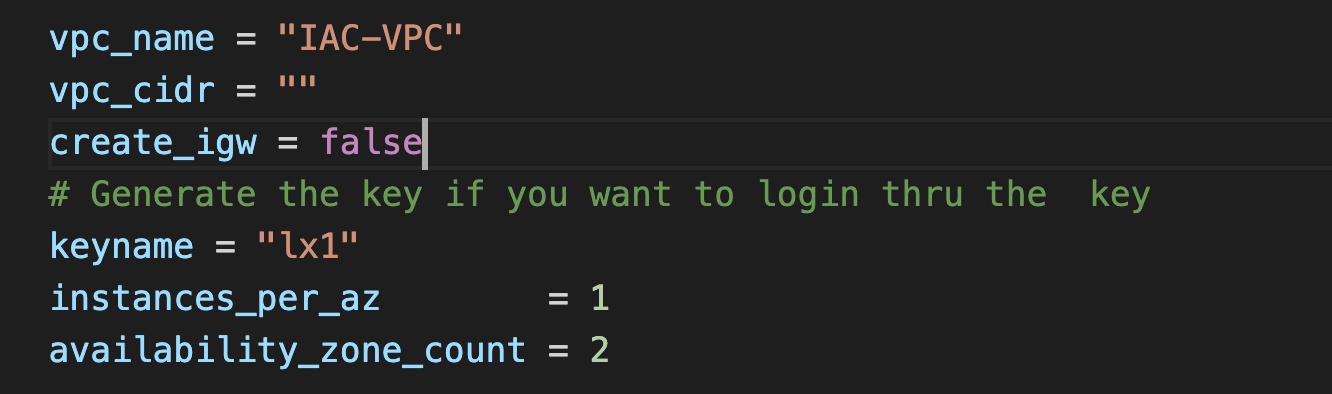 vpc_name = "IAC-VPC"
vpc_cidr = ""
create_igw = false
# Generate the key if you want to login thru the  key
keyname = "lx1"
instances_per_az        = 1
availability_zone_count = 2